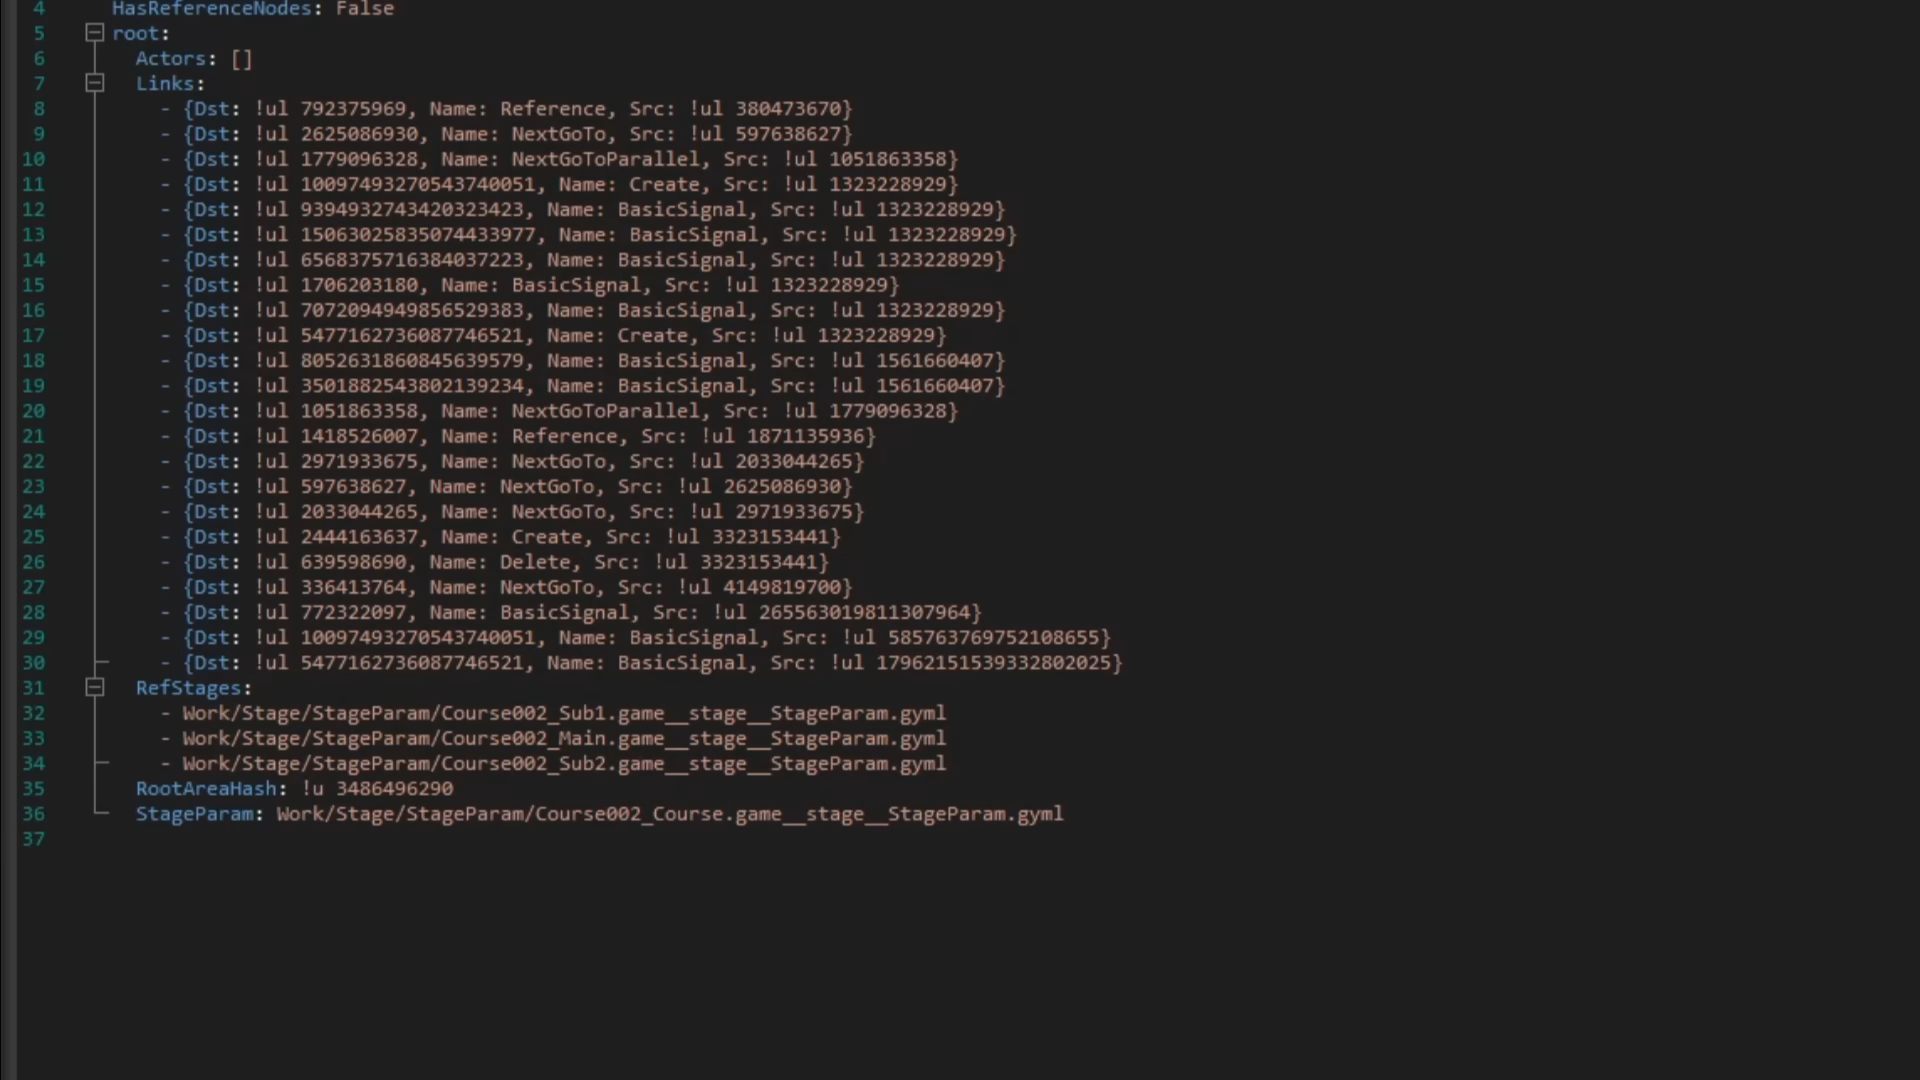 4 HasReferenceNodes: False
5 root:
6 Actors: []
7 Links:
8 - {Dst: !ul 792375969, Name: Reference, Src: !ul 380473670}
9 - {Dst: !ul 2625086930, Name: NextGoTo, Src: !ul 597638627}
10 - {Dst: !ul 1779096328, Name: NextGoToParallel, Src: !ul 1051863358}
11 - {Dst: !ul 10097493270543740051, Name: Create, Src: !ul 1323228929}
12 - {Dst: !ul 9394932743420323423, Name: BasicSignal, Src: !ul 1323228929}
13 - {Dst: !ul 15063025835074433977, Name: BasicSignal, Src: !ul 1323228929}
14 - {Dst: !ul 6568375716384037223, Name: BasicSignal, Src: !ul 1323228929}
15 - {Dst: !ul 1706203180, Name: BasicSignal, Src: !ul 1323228929}
16 - {Dst: !ul 7072094949856529383, Name: BasicSignal, Src: !ul 1323228929}
17 - {Dst: !ul 5477162736087746521, Name: Create, Src: !ul 1323228929}
18 - {Dst: !ul 8052631860845639579, Name: BasicSignal, Src: !ul 1561660407}
19 - {Dst: !ul 3501882543802139234, Name: BasicSignal, Src: !ul 1561660407}
20 - {Dst: !ul 1051863358, Name: NextGoToParallel, Src: !ul 1779096328}
21 - {Dst: !ul 1418526007, Name: Reference, Src: !ul 1871135936}
22 - {Dst: !ul 2971933675, Name: NextGoTo, Src: !ul 2033044265}
23 - {Dst: !ul 597638627, Name: NextGoTo, Src: !ul 2625086930}
24 - {Dst: !ul 2033044265, Name: NextGoTo, Src: !ul 2971933675}
25 - {Dst: !ul 2444163637, Name: Create, Src: !ul 3323153441}
26 - {Dst: !ul 639598690, Name: Delete, Src: !ul 3323153441}
27 - {Dst: !ul 336413764, Name: NextGoTo, Src: !ul 4149819700}
28 - {Dst: !ul 772322097, Name: BasicSignal, Src: !ul 265563019811307964}
29 - {Dst: !ul 10097493270543740051, Name: BasicSignal, Src: !ul 585763769752108655}
30 - {Dst: !ul 5477162736087746521, Name: BasicSignal, Src: !ul 17962151539332802025}
31 RefStages:
32 - Work/Stage/StageParam/Course002_Sub1.game__stage__StageParam.gyml
33 - Work/Stage/StageParam/Course002_Main.game__stage__StageParam.gyml
34 - Work/Stage/StageParam/Course002_Sub2.game__stage__StageParam.gyml
35 RootAreaHash: !u 3486496290
36 StageParam: Work/Stage/StageParam/Course002_Course.game__stage__StageParam.gyml
37